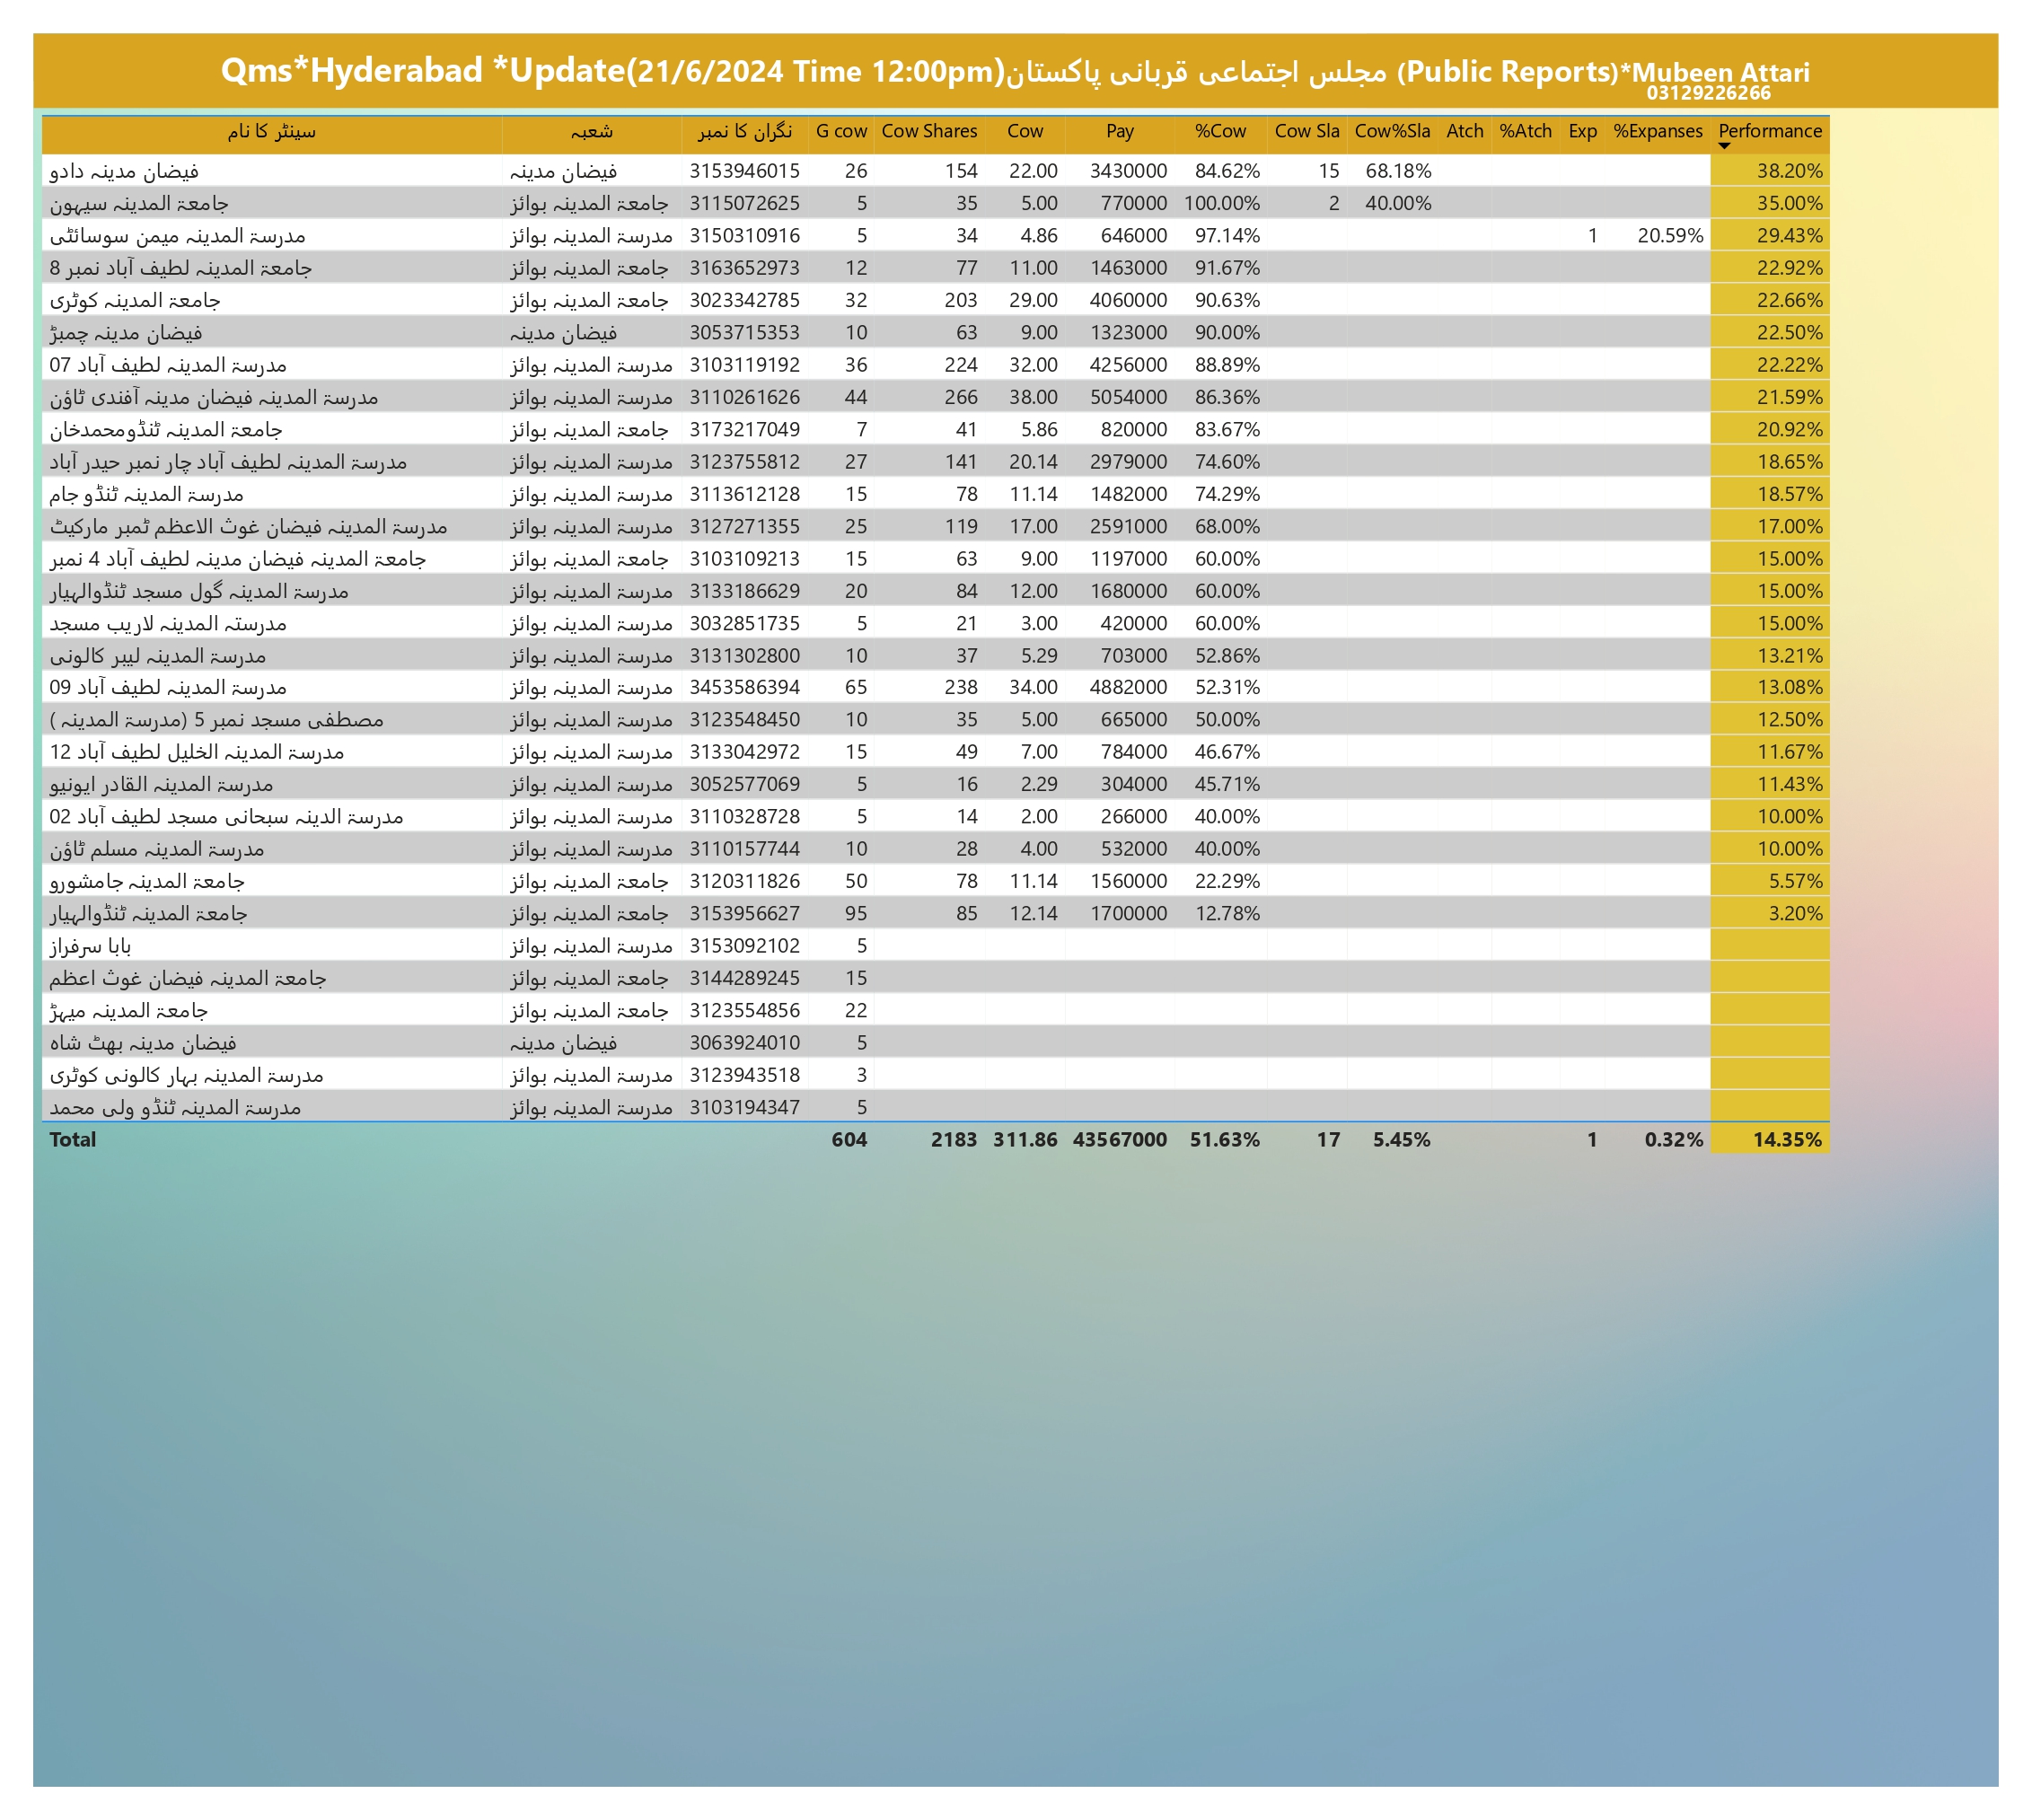 Qms*Hyderabad *Update(21/6/2024 Time 12:00pm)مجلس اجتماعی قربانی پاکستان (Public Reports)*Mubeen Attari
03129226266
سینٹر کا نام شعبہ نگران کا نمبر G cow Cow Shares Cow Pay %Cow Cow Sla Cow%Sla Atch %Atch Exp %Expanses Performance
فیضان مدینہ دادو فیضان مدینہ 3153946015 26 154 22.00 3430000 84.62% 15 68.18% 38.20%
جامعۃ المدینہ سیہون جامعۃ المدینہ بوائز 3115072625 5 35 5.00 770000 100.00% 2 40.00% 35.00%
مدرسۃ المدینہ میمن سوسائٹی مدرسۃ المدینہ بوائز 3150310916 5 34 4.86 646000 97.14% 1 20.59% 29.43%
جامعۃ المدینہ لطیف آباد نمبر 8 جامعۃ المدینہ بوائز 3163652973 12 77 11.00 1463000 91.67% 22.92%
جامعۃ المدینہ کوٹری جامعۃ المدینہ بوائز 3023342785 32 203 29.00 4060000 90.63% 22.66%
فیضان مدینہ چمبڑ فیضان مدینہ 3053715353 10 63 9.00 1323000 90.00% 22.50%
مدرسۃ المدینہ لطیف آباد 07 مدرسۃ المدینہ بوائز 3103119192 36 224 32.00 4256000 88.89% 22.22%
مدرسۃ المدینہ فیضان مدینہ آفندی ٹاؤن مدرسۃ المدینہ بوائز 3110261626 44 266 38.00 5054000 86.36% 21.59%
جامعۃ المدینہ ٹنڈومحمدخان جامعۃ المدینہ بوائز 3173217049 7 41 5.86 820000 83.67% 20.92%
مدرسۃ المدینہ لطیف آباد چار نمبر حیدر آباد مدرسۃ المدینہ بوائز 3123755812 27 141 20.14 2979000 74.60% 18.65%
مدرسۃ المدینہ ٹنڈو جام مدرسۃ المدینہ بوائز 3113612128 15 78 11.14 1482000 74.29% 18.57%
مدرسۃ المدینہ فیضان غوث الاعظم ٹمبر مارکیٹ مدرسۃ المدینہ بوائز 3127271355 25 119 17.00 2591000 68.00% 17.00%
جامعۃ المدینہ فیضان مدینہ لطیف آباد 4 نمبر جامعۃ المدینہ بوائز 3103109213 15 63 9.00 1197000 60.00% 15.00%
مدرسۃ المدینہ گول مسجد ٹنڈوالہیار مدرسۃ المدینہ بوائز 3133186629 20 84 12.00 1680000 60.00% 15.00%
مدرستہ المدینہ لاریب مسجد مدرسۃ المدینہ بوائز 3032851735 5 21 3.00 420000 60.00% 15.00%
مدرسۃ المدینہ لیبر کالونی مدرسۃ المدینہ بوائز 3131302800 10 37 5.29 703000 52.86% 13.21%
مدرسۃ المدینہ لطیف آباد 09 مدرسۃ المدینہ بوائز 3453586394 65 238 34.00 4882000 52.31% 13.08%
مصطفی مسجد نمبر 5 (مدرسۃ المدینہ ) مدرسۃ المدینہ بوائز 3123548450 10 35 5.00 665000 50.00% 12.50%
مدرسۃ المدینہ الخلیل لطیف آباد 12 مدرسۃ المدینہ بوائز 3133042972 15 49 7.00 784000 46.67% 11.67%
مدرسۃ المدینہ القادر ایونیو مدرسۃ المدینہ بوائز 3052577069 5 16 2.29 304000 45.71% 11.43%
مدرسۃ الدینہ سبحانی مسجد لطیف آباد 02 مدرسۃ المدینہ بوائز 3110328728 5 14 2.00 266000 40.00% 10.00%
مدرسۃ المدینہ مسلم ٹاؤن مدرسۃ المدینہ بوائز 3110157744 10 28 4.00 532000 40.00% 10.00%
جامعۃ المدینہ جامشورو جامعۃ المدینہ بوائز 3120311826 50 78 11.14 1560000 22.29% 5.57%
جامعۃ المدینہ ٹنڈوالہیار جامعۃ المدینہ بوائز 3153956627 95 85 12.14 1700000 12.78% 3.20%
بابا سرفراز مدرسۃ المدینہ بوائز 3153092102 5
جامعۃ المدینہ فیضان غوث اعظم جامعۃ المدینہ بوائز 3144289245 15
جامعۃ المدینہ میہڑ جامعۃ المدینہ بوائز 3123554856 22
فیضان مدینہ بھٹ شاہ فیضان مدینہ 3063924010 5
مدرسۃ المدینہ بہار کالونی کوٹری مدرسۃ المدینہ بوائز 3123943518 3
مدرسۃ المدینہ ٹنڈو ولی محمد مدرسۃ المدینہ بوائز 3103194347 5
Total 604 2183 311.86 43567000 51.63% 17 5.45% 1 0.32% 14.35%